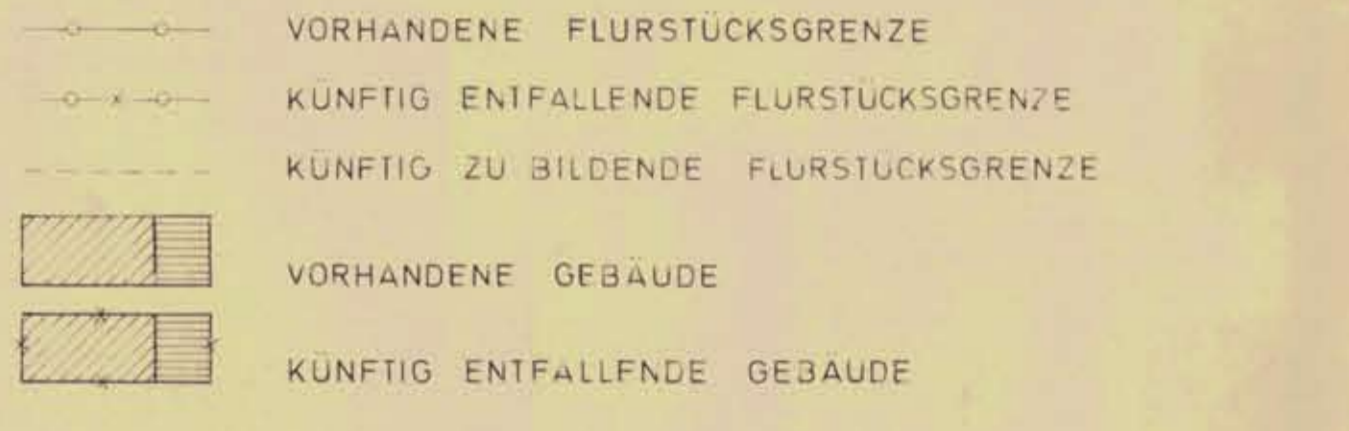 VORHANDENE FLURSTÜCKSGRENZE
KÜNFTIG ENTFALLENDE FLURSTÜCKSGRENZE
KÜNFTIG ZU BILDENDE FLURSTÜCKSGRENZE
VORHANDENE GEBÄUDE
KÜNFTIG ENTFALLENDE GEBÄUDE